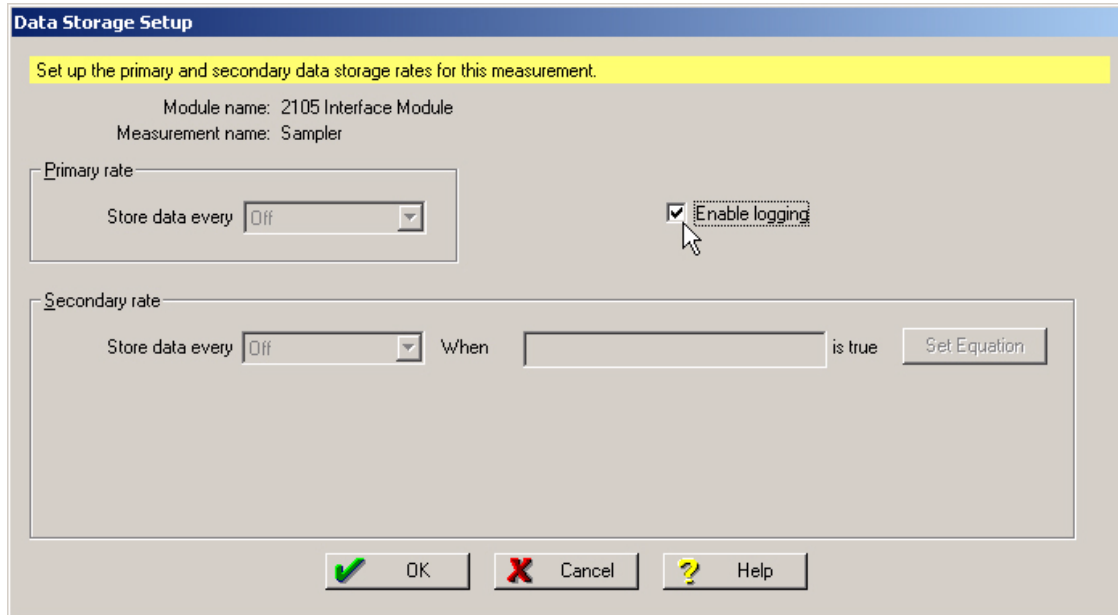 Data Storage Setup
Set up the primary and secondary data storage rates for this measurement.
Module name: 2105 Interface Module
Measurement name: Sampler
Primary rate
Store data every Off
Enable logging
Secondary rate
Store data every Off When is true Set Equation
OK Cancel Help